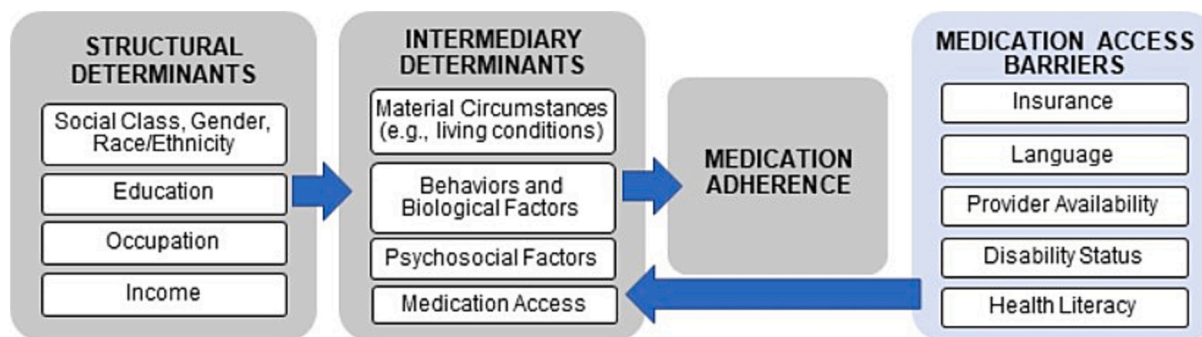 STRUCTURAL
DETERMINANTS
Social Class, Gender,
Race/Ethnicity
Education
Occupation
Income
INTERMEDIARY
DETERMINANTS
Material Circumstances
(e.g., living conditions)
Behaviors and
Biological Factors
Psychosocial Factors
Medication Access
MEDICATION
ADHERENCE
MEDICATION ACCESS
BARRIERS
Insurance
Language
Provider Availability
Disability Status
Health Literacy